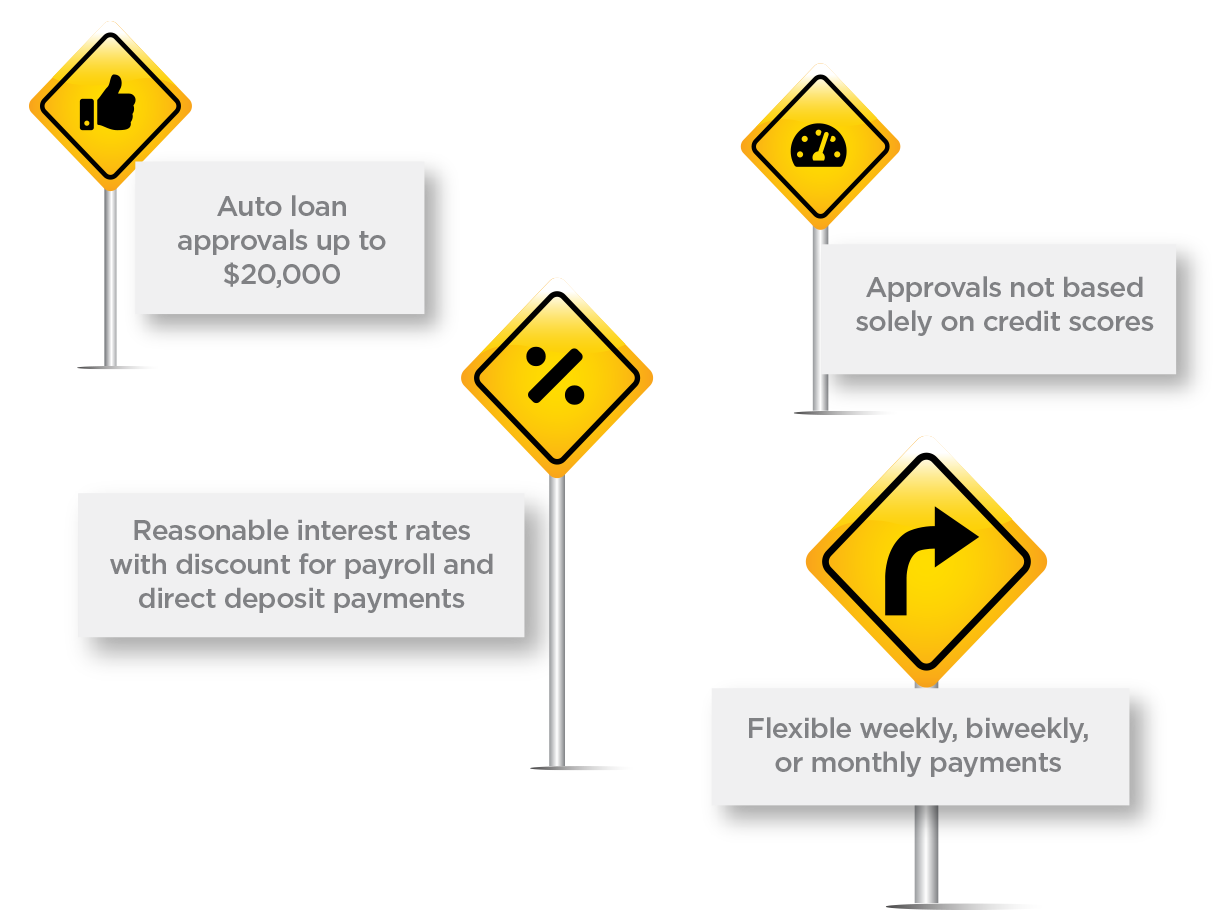 Auto loan
approvals up to
$20,000
Approvals not based
solely on credit scores
Reasonable interest rates
with discount for payroll and
direct deposit payments
Flexible weekly, biweekly,
or monthly payments